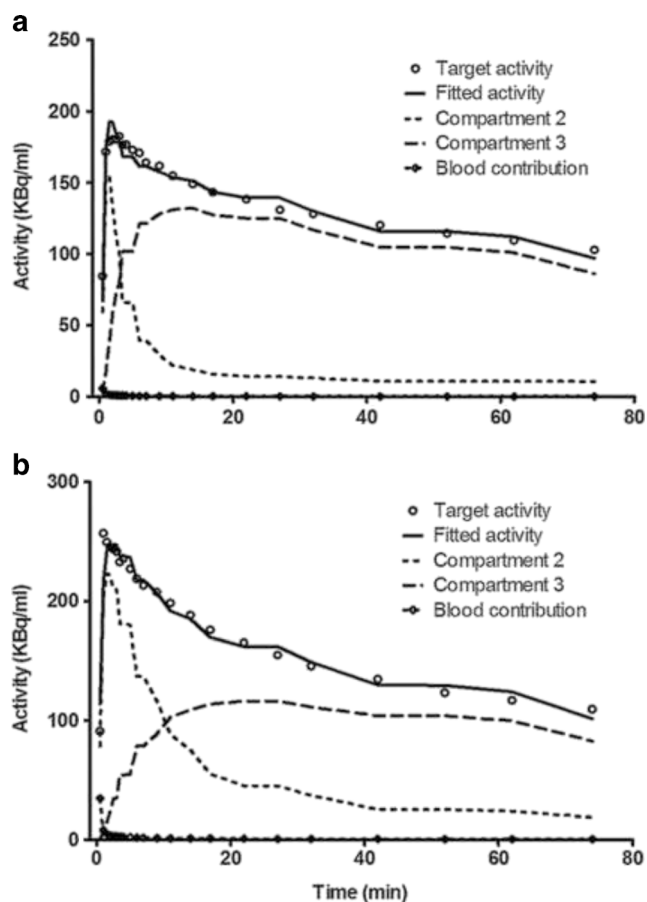 a
250
200
150
100
50
0
0 20 40 60 80
Activity (KBq/ml)
Target activity
Fitted activity
Compartment 2
Compartment 3
Blood contribution
b
300
200
100
0
0 20 40 60 80
Activity (KBq/ml)
Target activity
Fitted activity
Compartment 2
Compartment 3
Blood contribution
Time (min)